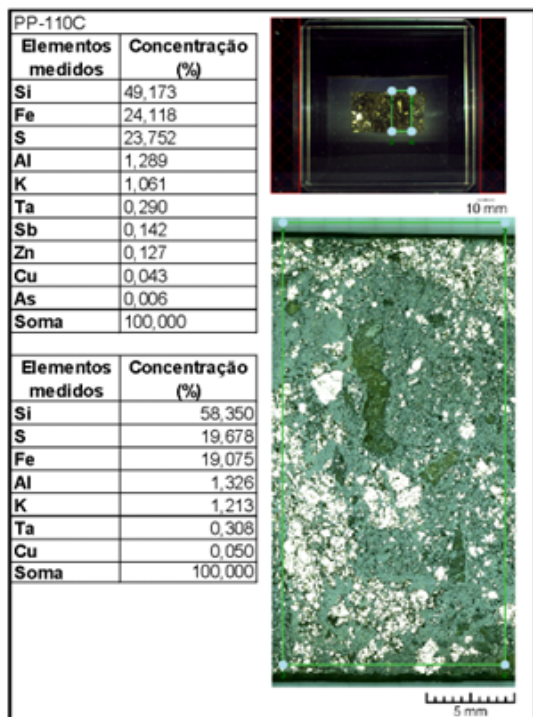 PP-110C
Elementos medidos Concentração (%)
Si 49,173
Fe 24,118
S 23,752
Al 1,289
K 1,061
Ta 0,290
Sb 0,142
Zn 0,127
Cu 0,043
As 0,006
Soma 100,000
Elementos medidos Concentração (%)
Si 58,350
S 19,678
Fe 19,075
Al 1,326
K 1,213
Ta 0,308
Cu 0,050
Soma 100,000
10 mm
5 mm